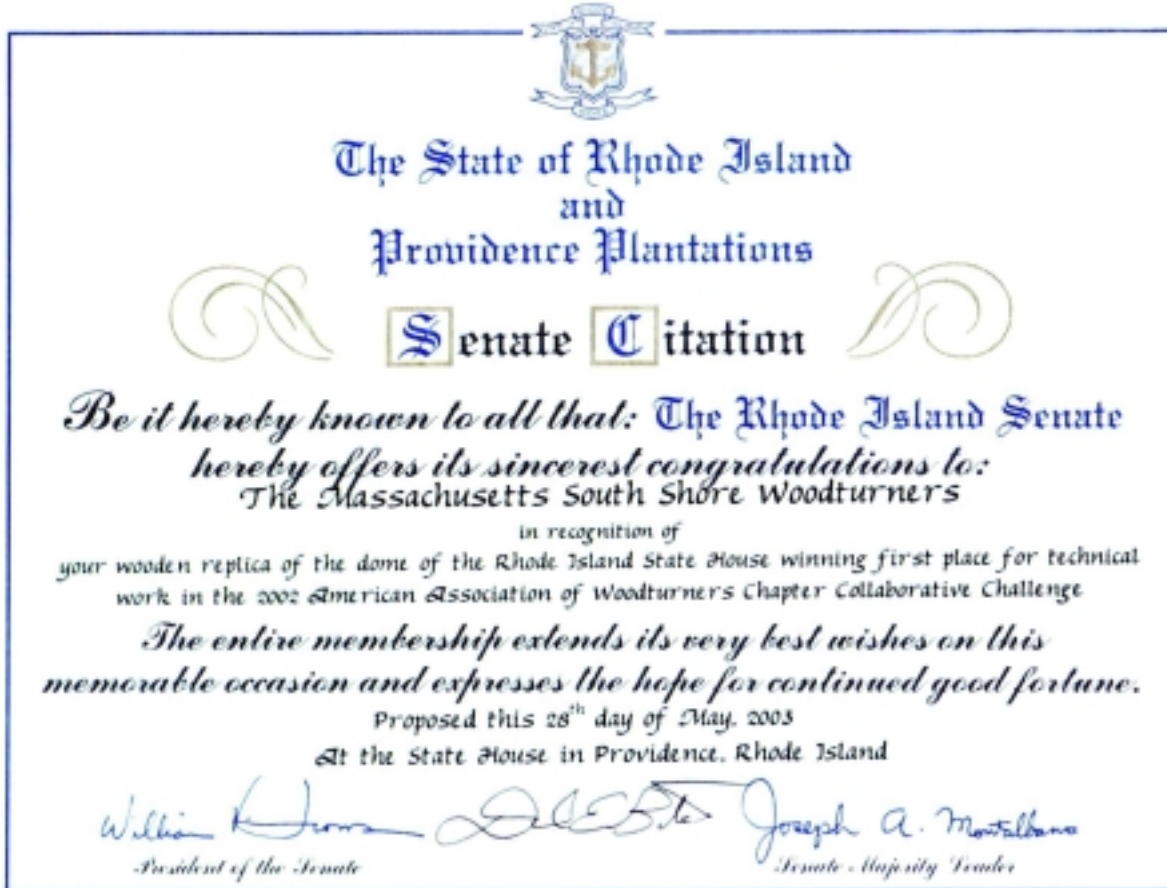 The State of Rhode Island
and
Providence Plantations
Senate Citation
Be it hereby known to all that: The Rhode Island Senate
hereby offers its sincerest congratulations to:
The Massachusetts South Shore Woodturners
in recognition of
your wooden replica of the dome of the Rhode Island State House winning first place for technical
work in the 2002 American Association of Woodturners Chapter Collaborative Challenge
The entire membership extends its very best wishes on this
memorable occasion and expresses the hope for continued good fortune.
Proposed this 28th day of May, 2003
At the State House in Providence, Rhode Island
William Joseph A. Montalbano
President of the Senate Senate Majority Leader